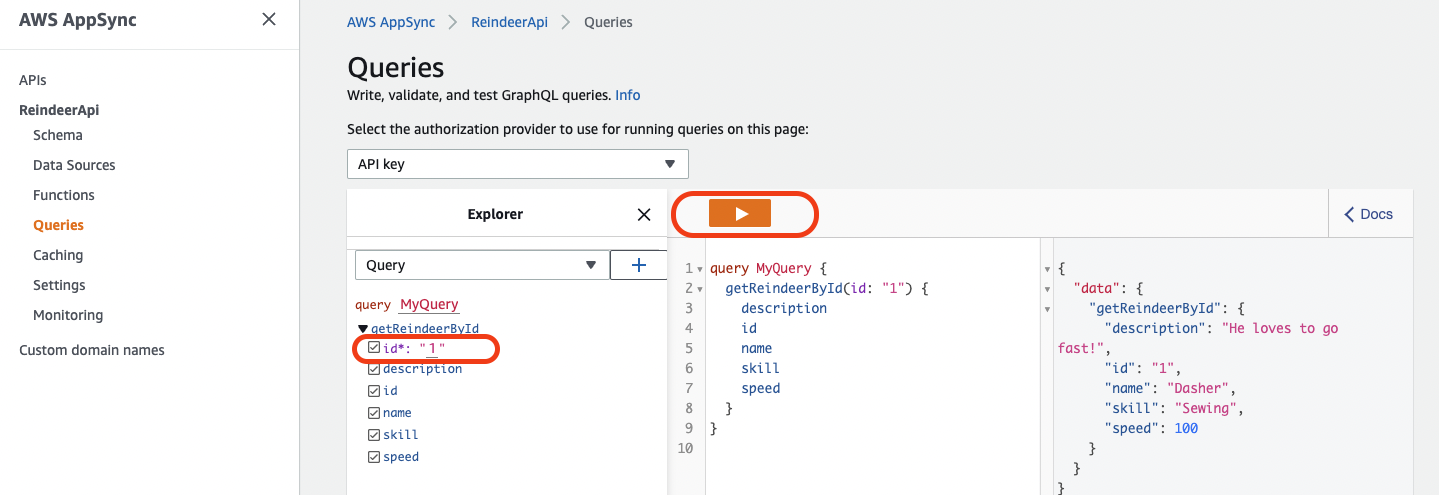 AWS AppSync
APIs
ReindeerApi
Schema
Data Sources
Functions
Queries
Caching
Settings
Monitoring
Custom domain names
AWS AppSync > ReindeerApi > Queries
Queries
Write, validate, and test GraphQL queries. Info
Select the authorization provider to use for running queries on this page:
API key
Explorer
Query
+
query MyQuery
getReindeerById
id*: "1"
description
id
name
skill
speed
Docs
1 query MyQuery {
2 getReindeerById(id: "1") {
3 description
4 id
5 name
6 skill
7 speed
8 }
9 }
10
{
"data": {
"getReindeerById": {
"description": "He loves to go
fast!",
"id": "1",
"name": "Dasher",
"skill": "Sewing",
"speed": 100
}
}
}